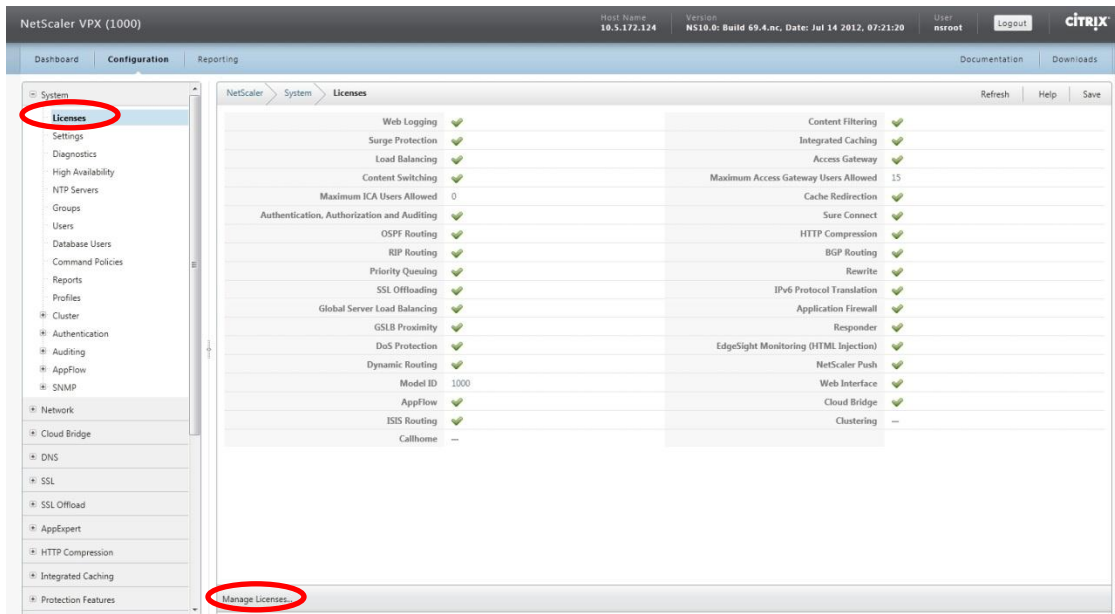 NetScaler VPX (1000)
Host Name
10.5.172.124
Version
NS10.0: Build 69.4.nc, Date: Jul 14 2012, 07:21:20
User
nsroot
Logout
CİTRIX
Dashboard
Configuration
Reporting
Documentation
Downloads
System
Licenses
Settings
Diagnostics
High Availability
NTP Servers
Groups
Users
Database Users
Command Policies
Reports
Profiles
Cluster
Authentication
Auditing
AppFlow
SNMP
Network
Cloud Bridge
DNS
SSL
SSL Offload
AppExpert
HTTP Compression
Integrated Caching
Protection Features
NetScaler
System
Licenses
Refresh
Help
Save
Web Logging
Content Filtering
Surge Protection
Integrated Caching
Load Balancing
Access Gateway
Content Switching
Maximum Access Gateway Users Allowed 15
Maximum ICA Users Allowed 0
Cache Redirection
Authentication, Authorization and Auditing
Sure Connect
OSPF Routing
HTTP Compression
RIP Routing
BGP Routing
Priority Queuing
Rewrite
SSL Offloading
IPv6 Protocol Translation
Global Server Load Balancing
Application Firewall
GSLB Proximity
Responder
DoS Protection
EdgeSight Monitoring (HTML Injection)
Dynamic Routing
NetScaler Push
Model ID 1000
Web Interface
AppFlow
Cloud Bridge
ISIS Routing
Clustering —
Callhome —
Manage Licenses...